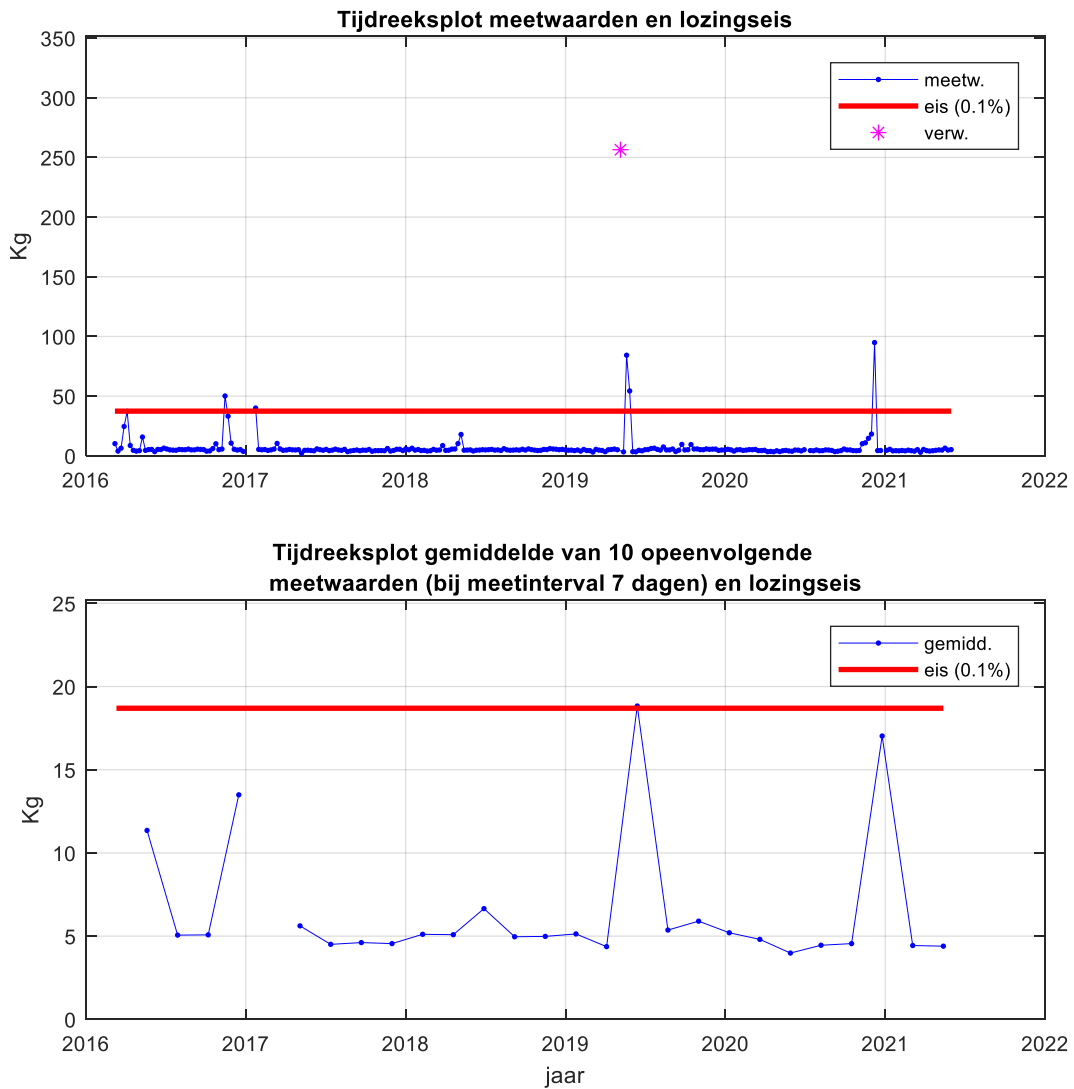 Tijdreeksplot meetwaarden en lozingseis
350
300
250
200
150
100
50
0
Kg
meetw.
eis (0.1%)
verw.
2016 2017 2018 2019 2020 2021 2022
Tijdreeksplot gemiddelde van 10 opeenvolgende
meetwaarden (bij meetinterval 7 dagen) en lozingseis
25
20
15
10
5
0
Kg
gemidd.
eis (0.1%)
2016 2017 2018 2019 2020 2021 2022
jaar